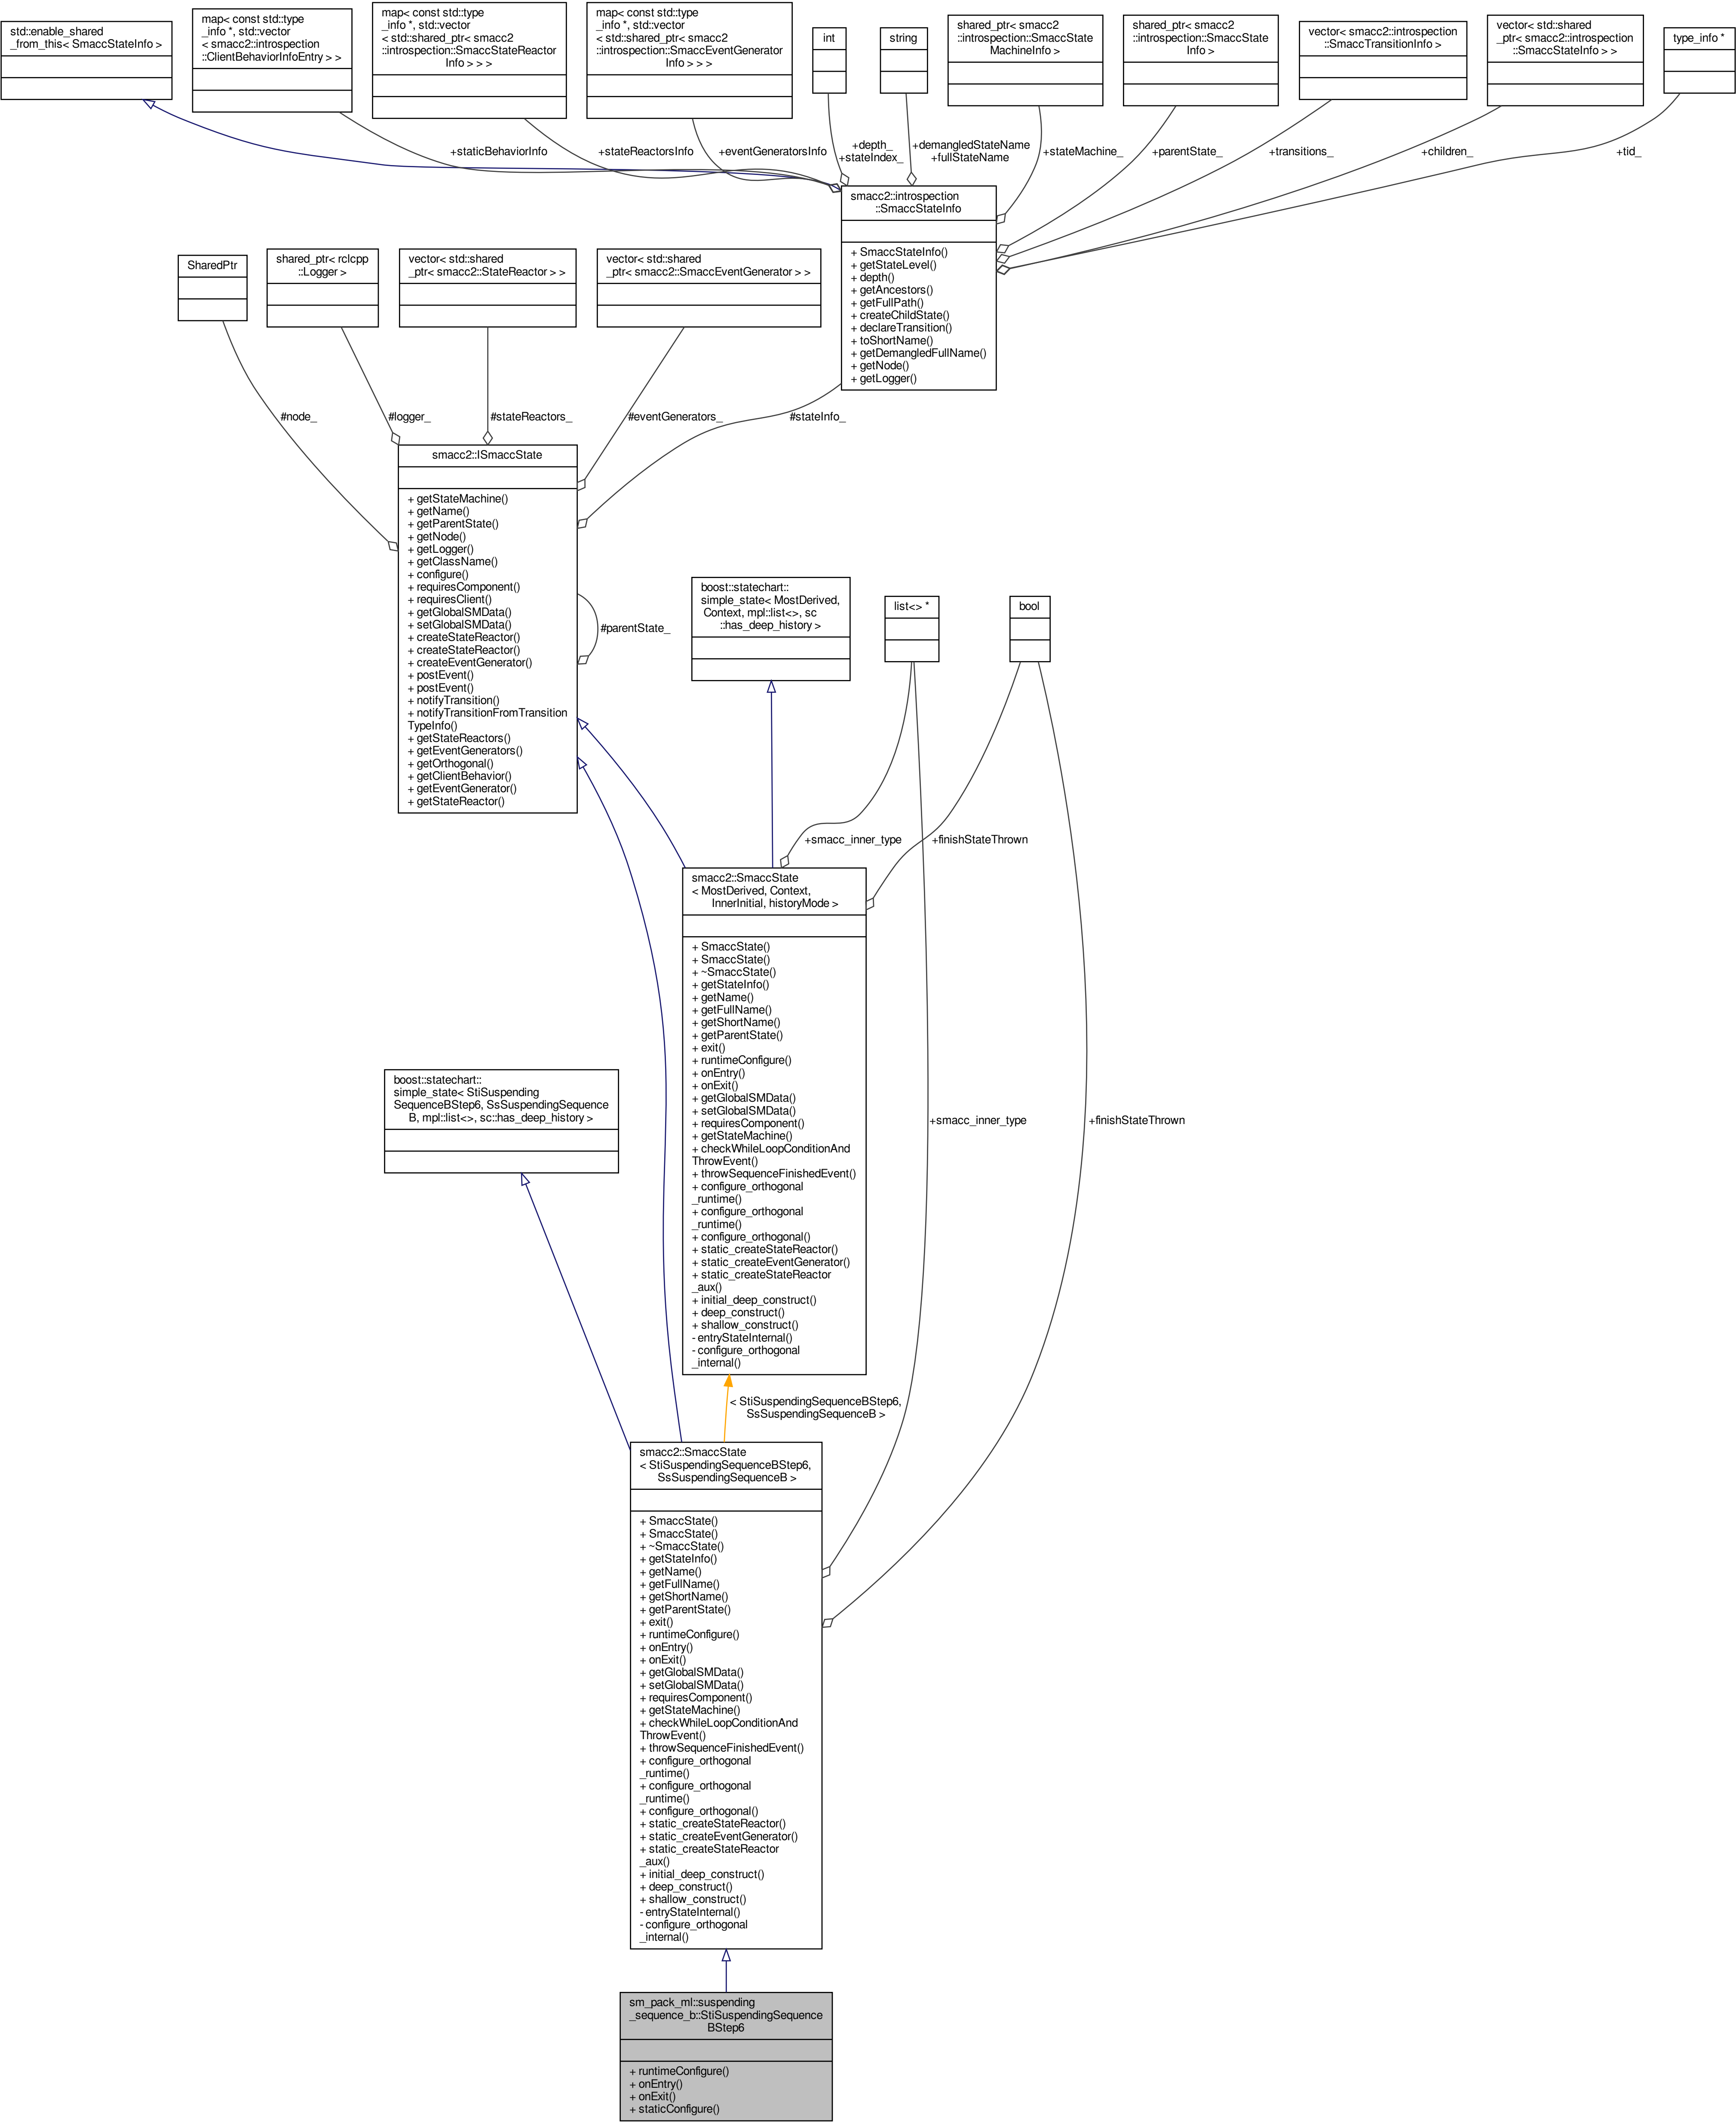 std::enable_shared
_from_this< SmaccStateInfo >
map< const std::type
_info *, std::vector
< smacc2::introspection
::ClientBehaviorInfoEntry > >
map< const std::type
_info *, std::vector
< std::shared_ptr< smacc2
::introspection::SmaccStateReactor
Info > > >
map< const std::type
_info *, std::vector
< std::shared_ptr< smacc2
::introspection::SmaccEventGenerator
Info > > >
int
string
shared_ptr< smacc2
::introspection::SmaccState
MachineInfo >
shared_ptr< smacc2
::introspection::SmaccState
Info >
vector< smacc2::introspection
::SmaccTransitionInfo >
vector< std::shared
_ptr< smacc2::introspection
::SmaccStateInfo > >
type_info *
+staticBehaviorInfo
+stateReactorsInfo
+eventGeneratorsInfo
+depth_
+stateIndex_
+demangledStateName
+fullStateName
+stateMachine_
+parentState_
+transitions_
+children_
+tid_
smacc2::introspection
::SmaccStateInfo
+ SmaccStateInfo()
+ getStateLevel()
+ depth()
+ getAncestors()
+ getFullPath()
+ createChildState()
+ declareTransition()
+ toShortName()
+ getDemangledFullName()
+ getNode()
+ getLogger()
SharedPtr
shared_ptr< rclcpp
::Logger >
vector< std::shared
_ptr< smacc2::StateReactor > >
vector< std::shared
_ptr< smacc2::SmaccEventGenerator > >
#node_
#logger_
#stateReactors_
#eventGenerators_
#stateInfo_
smacc2::ISmaccState
+ getStateMachine()
+ getName()
+ getParentState()
+ getNode()
+ getLogger()
+ getClassName()
+ configure()
+ requiresComponent()
+ requiresClient()
+ getGlobalSMData()
+ setGlobalSMData()
+ createStateReactor()
+ createStateReactor()
+ createEventGenerator()
+ postEvent()
+ postEvent()
+ notifyTransition()
+ notifyTransitionFromTransition
TypeInfo()
+ getStateReactors()
+ getEventGenerators()
+ getOrthogonal()
+ getClientBehavior()
+ getEventGenerator()
+ getStateReactor()
#parentState_
boost::statechart::
simple_state< MostDerived,
Context, mpl::list<>, sc
::has_deep_history >
list<> *
bool
+smacc_inner_type
+finishStateThrown
smacc2::SmaccState
< MostDerived, Context,
InnerInitial, historyMode >
+ SmaccState()
+ SmaccState()
+ ~SmaccState()
+ getStateInfo()
+ getName()
+ getFullName()
+ getShortName()
+ getParentState()
+ exit()
+ runtimeConfigure()
+ onEntry()
+ onExit()
+ getGlobalSMData()
+ setGlobalSMData()
+ requiresComponent()
+ getStateMachine()
+ checkWhileLoopConditionAnd
ThrowEvent()
+ throwSequenceFinishedEvent()
+ configure_orthogonal
_runtime()
+ configure_orthogonal
_runtime()
+ configure_orthogonal()
+ static_createStateReactor()
+ static_createEventGenerator()
+ static_createStateReactor
_aux()
+ initial_deep_construct()
+ deep_construct()
+ shallow_construct()
- entryStateInternal()
- configure_orthogonal
_internal()
boost::statechart::
simple_state< StiSuspending
SequenceBStep6, SsSuspendingSequence
B, mpl::list<>, sc::has_deep_history >
+smacc_inner_type
+finishStateThrown
< StiSuspendingSequenceBStep6,
SsSuspendingSequenceB >
smacc2::SmaccState
< StiSuspendingSequenceBStep6,
SsSuspendingSequenceB >
+ SmaccState()
+ SmaccState()
+ ~SmaccState()
+ getStateInfo()
+ getName()
+ getFullName()
+ getShortName()
+ getParentState()
+ exit()
+ runtimeConfigure()
+ onEntry()
+ onExit()
+ getGlobalSMData()
+ setGlobalSMData()
+ requiresComponent()
+ getStateMachine()
+ checkWhileLoopConditionAnd
ThrowEvent()
+ throwSequenceFinishedEvent()
+ configure_orthogonal
_runtime()
+ configure_orthogonal
_runtime()
+ configure_orthogonal()
+ static_createStateReactor()
+ static_createEventGenerator()
+ static_createStateReactor
_aux()
+ initial_deep_construct()
+ deep_construct()
+ shallow_construct()
- entryStateInternal()
- configure_orthogonal
_internal()
sm_pack_ml::suspending
_sequence_b::StiSuspendingSequence
BStep6
+ runtimeConfigure()
+ onEntry()
+ onExit()
+ staticConfigure()